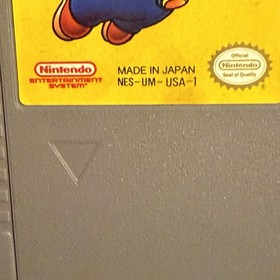 Nintendo
ENTERTAINMENT
SYSTEM
MADE IN JAPAN
NES-UM-USA-1
Official
Nintendo
Seal of Quality